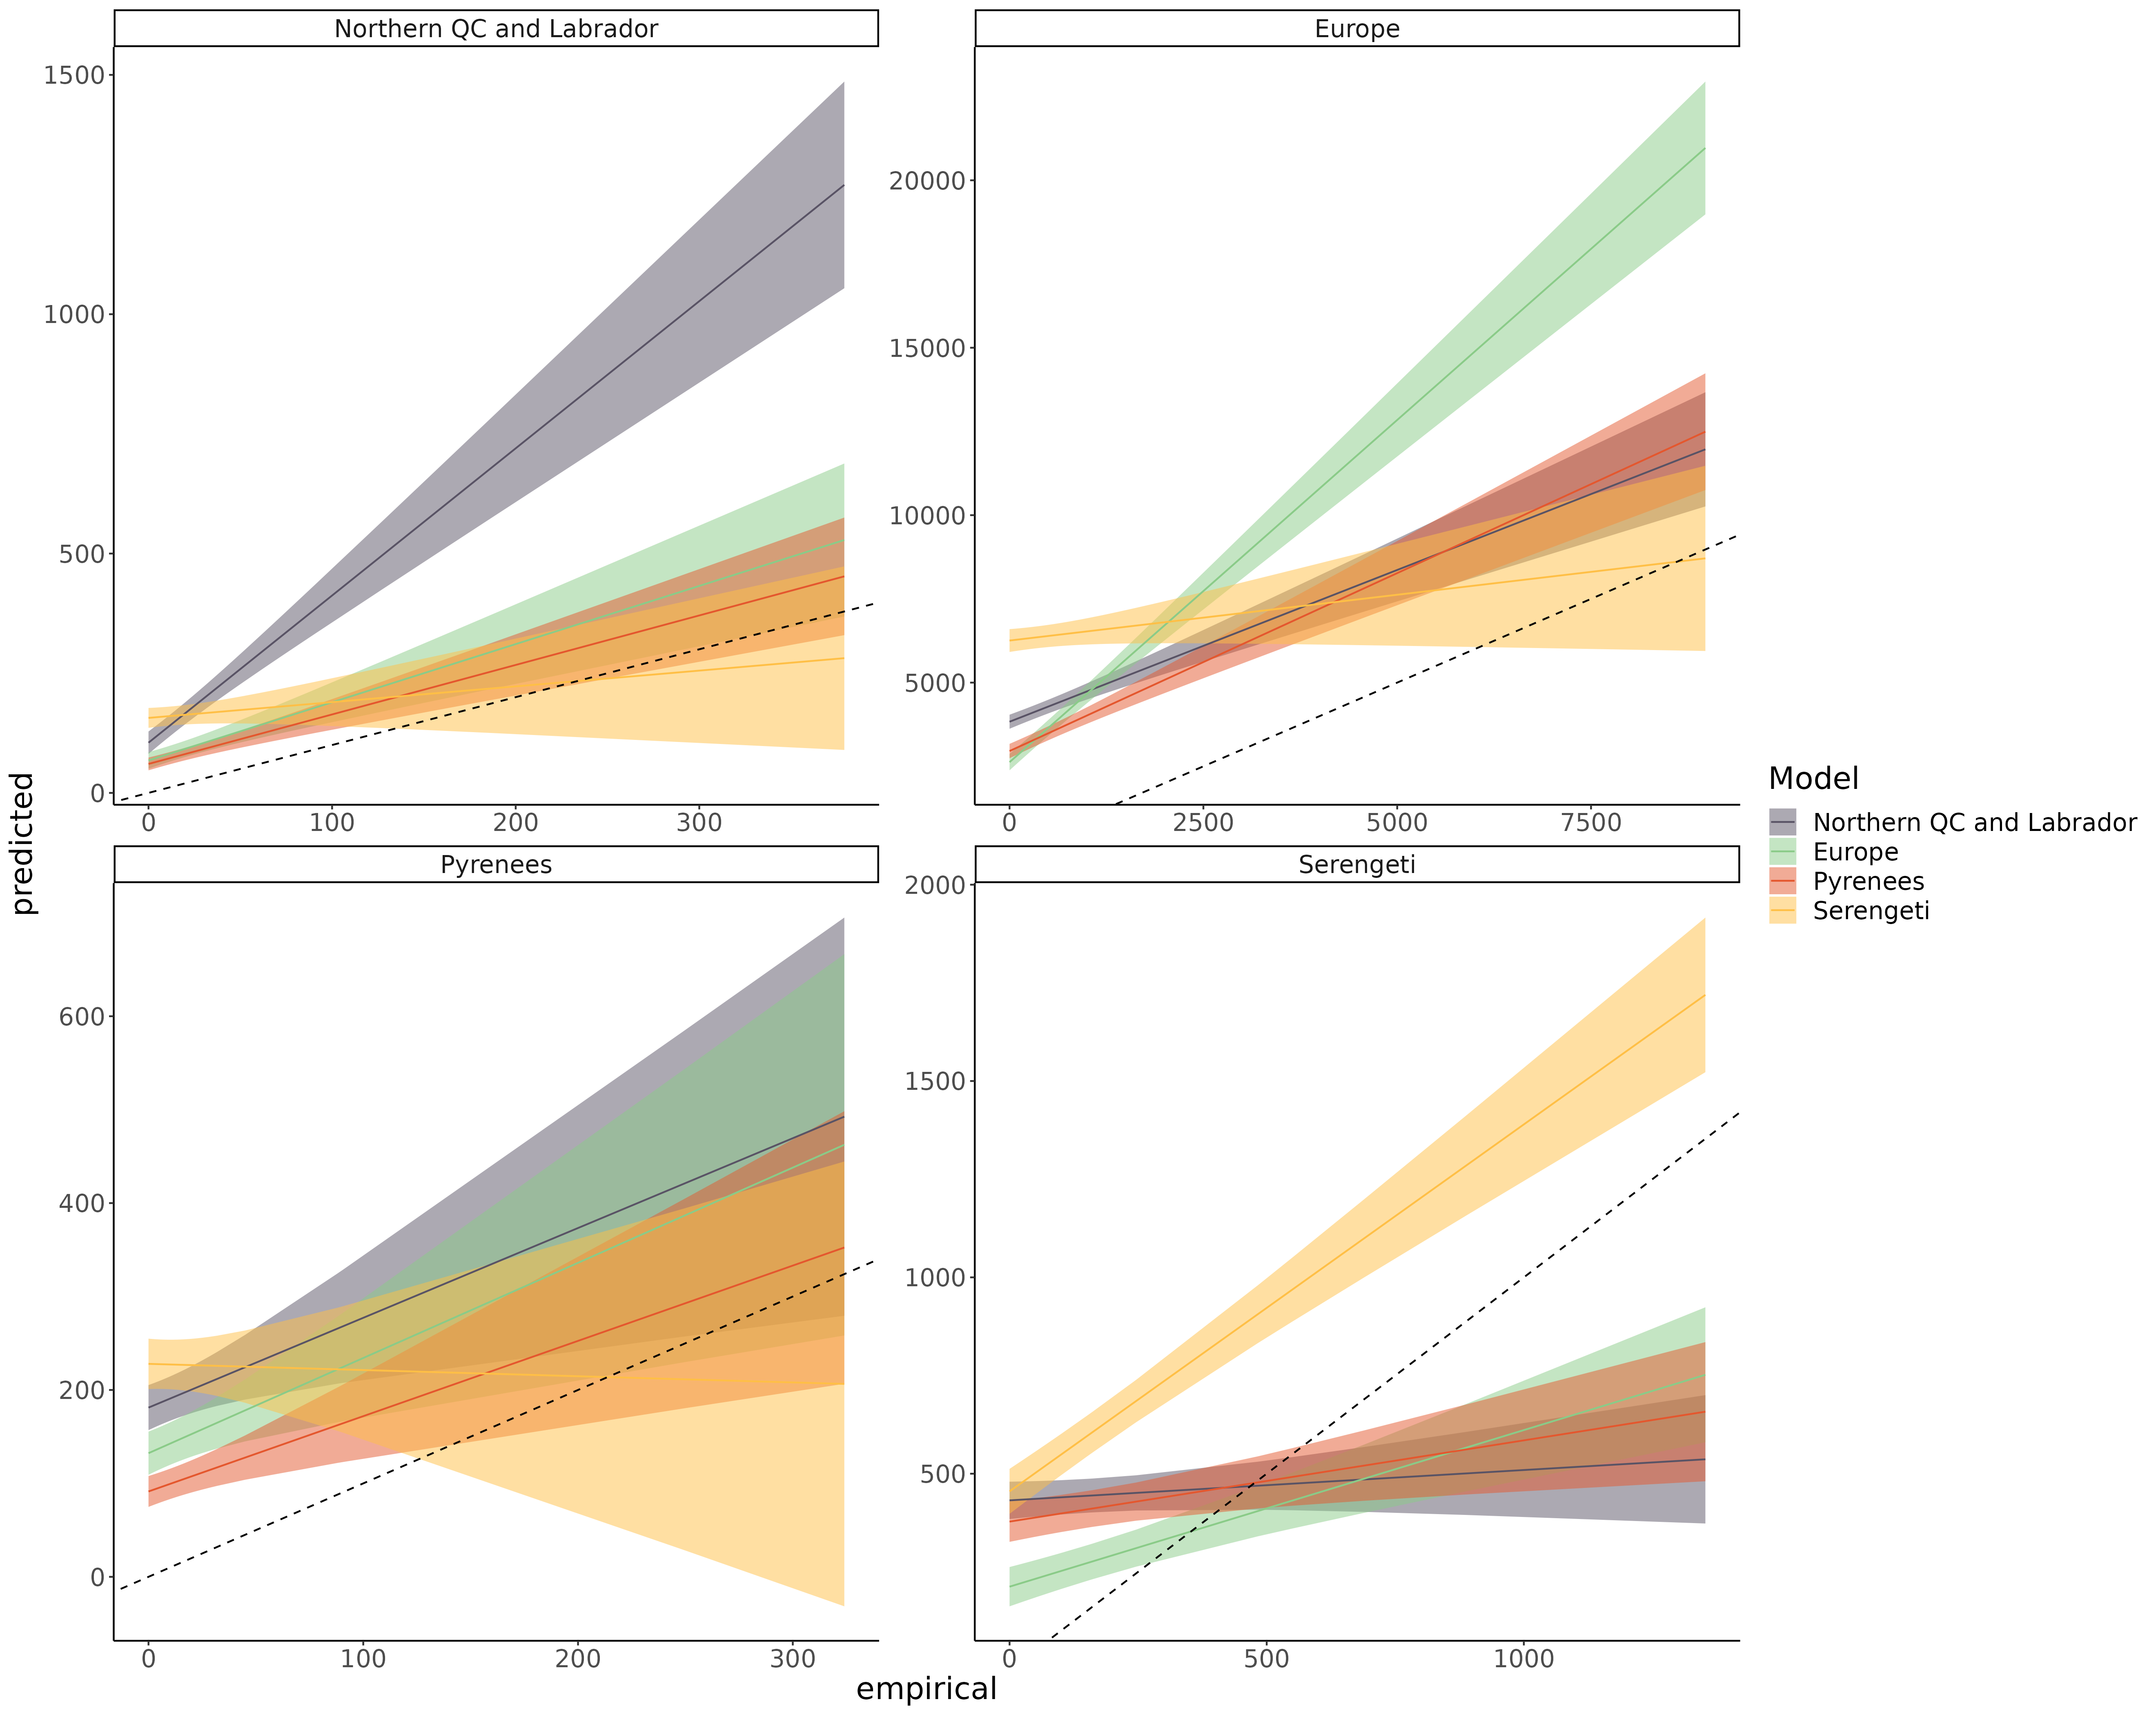 Northern QC and Labrador
Europe
1500
1000
500
0
0 100 200 300
20000
15000
10000
5000
0 2500 5000 7500
Pyrenees
Serengeti
600
400
200
0
0 100 200 300
2000
1500
1000
500
0 500 1000
predicted
empirical
Model
Northern QC and Labrador
Europe
Pyrenees
Serengeti